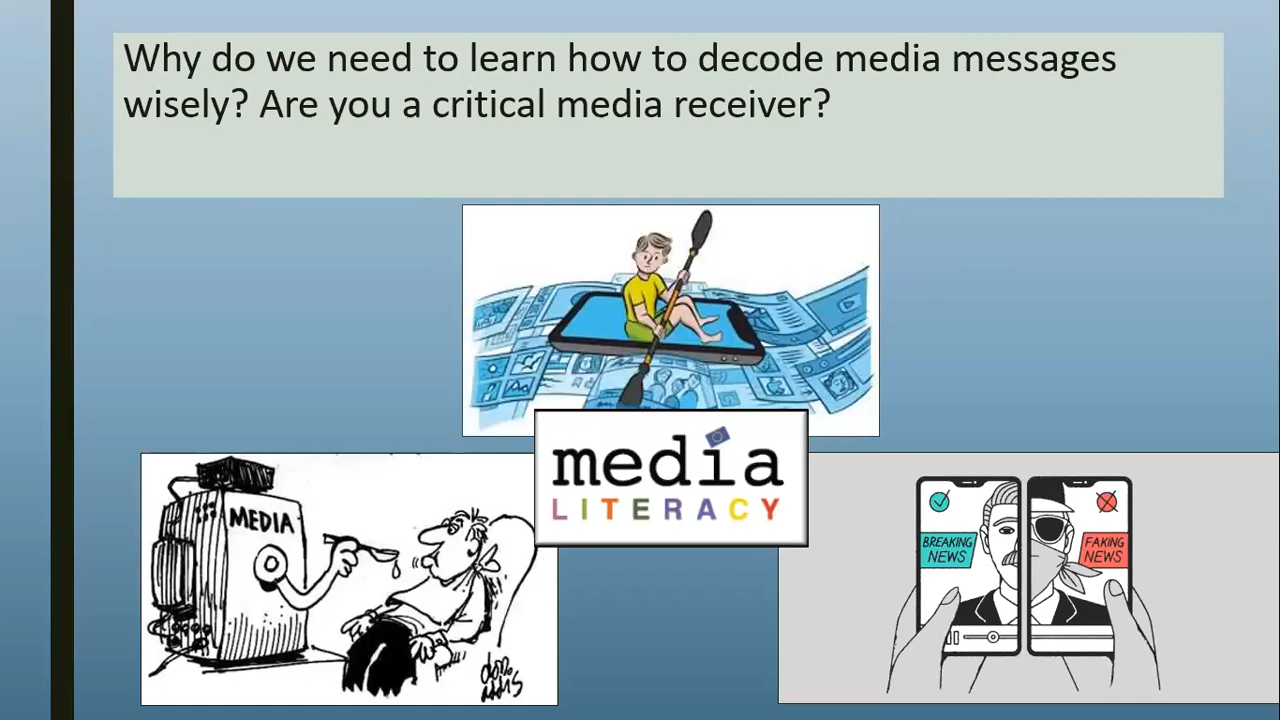 Why do we need to learn how to decode media messages
wisely? Are you a critical media receiver?
media
LITERACY
MEDIA
BREAKING
NEWS
FAKING
NEWS